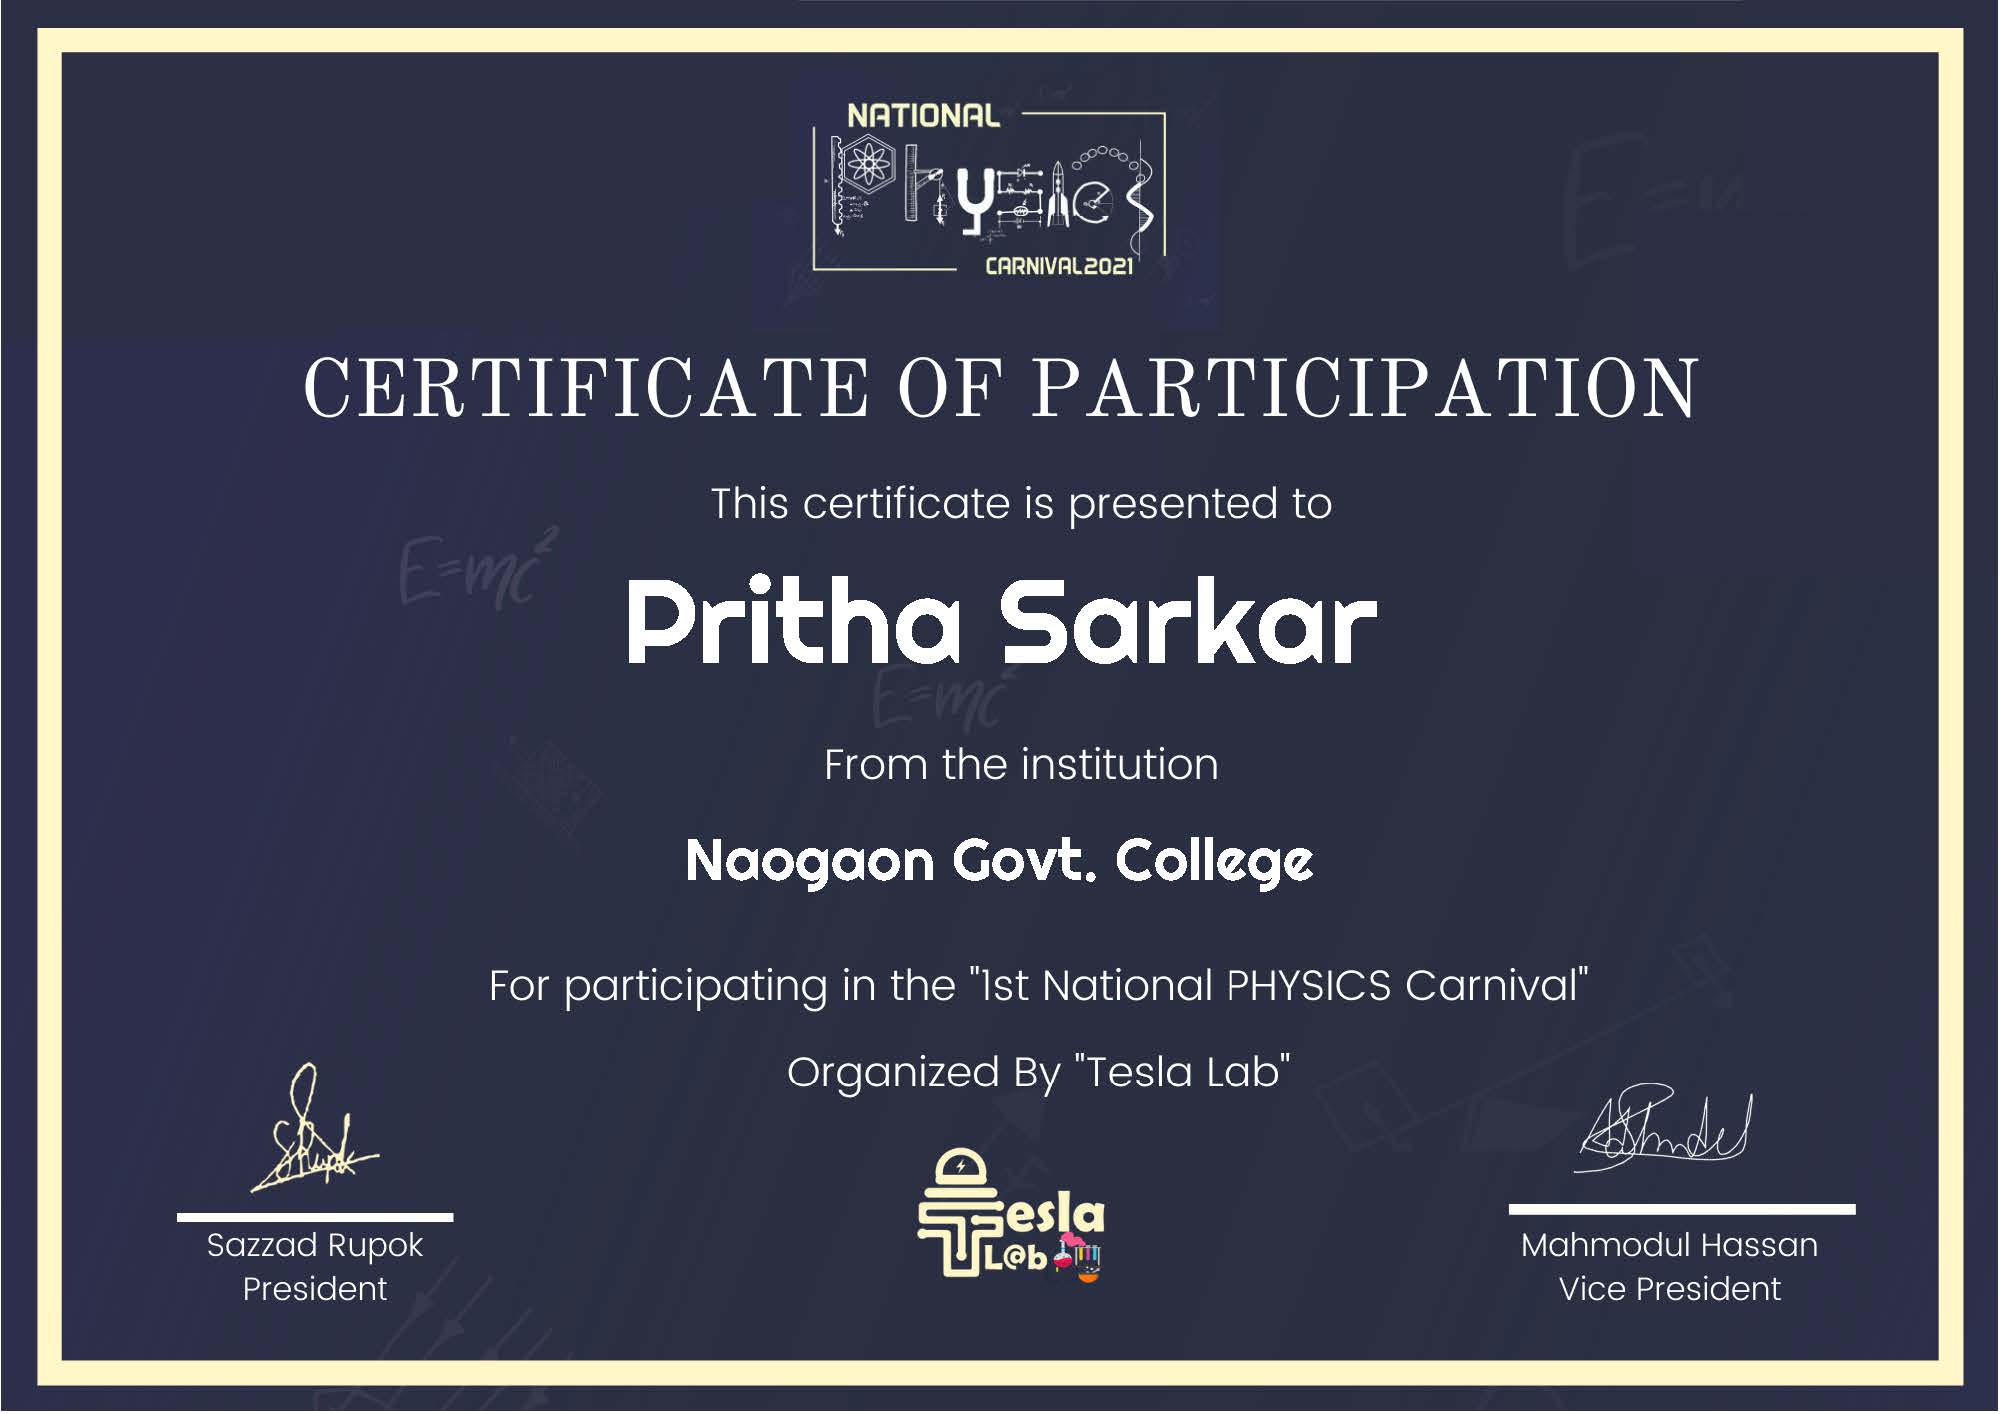 NATIONAL
Physics
CARNIVAL2021
CERTIFICATE OF PARTICIPATION
This certificate is presented to
E=mc²
Pritha Sarkar
E=mc²
From the institution
Naogaon Govt. College
For participating in the "1st National PHYSICS Carnival"
Organized By "Tesla Lab"
Tesla
L@b
Sazzad Rupok
President
Mahmodul Hassan
Vice President